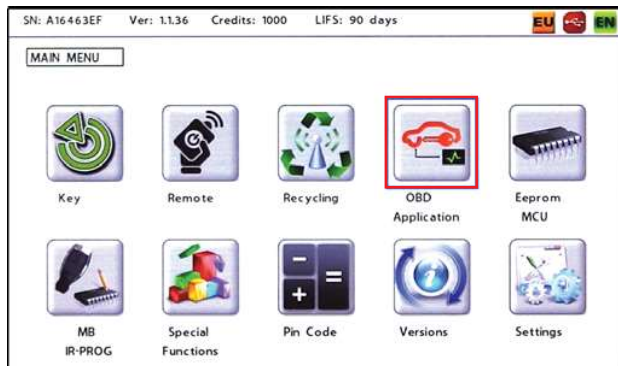 SN: A16463EF Ver: 1.1.36 Credits: 1000 LIFS: 90 days EU EN
MAIN MENU
Key Remote Recycling OBD Application Eeprom MCU
MB IR-PROG Special Functions Pin Code Versions Settings